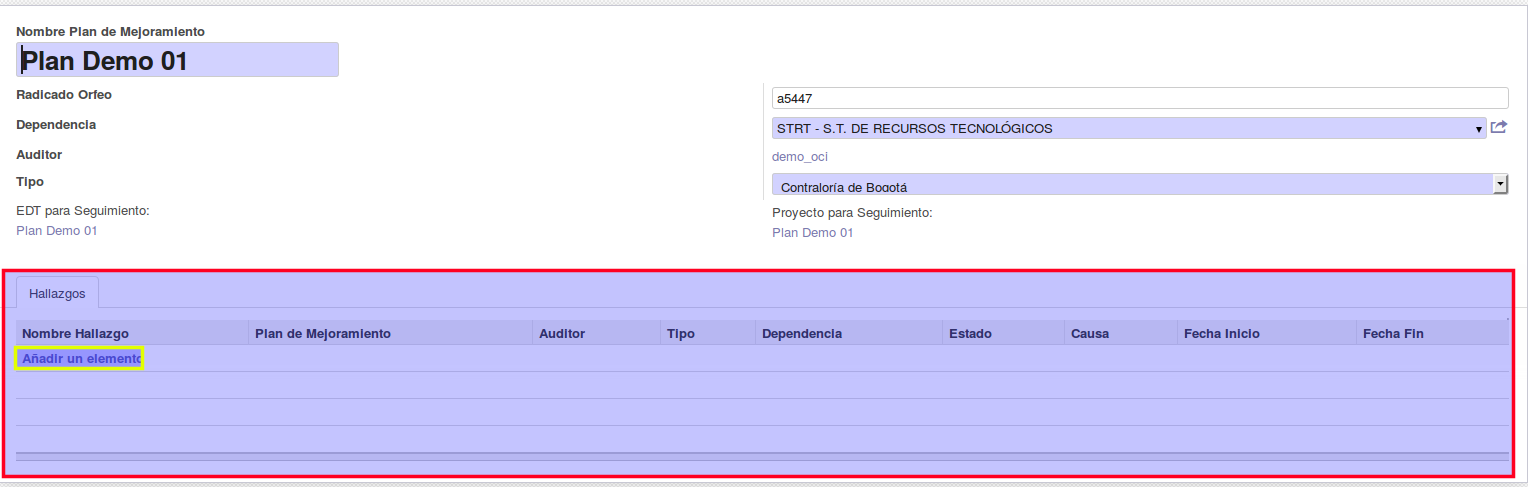 Nombre Plan de Mejoramiento
Plan Demo 01
Radicado Orfeo
a5447
Dependencia
STRT - S.T. DE RECURSOS TECNOLÓGICOS
Auditor
demo_oci
Tipo
Contraloría de Bogotá
EDT para Seguimiento:
Proyecto para Seguimiento:
Plan Demo 01
Plan Demo 01
Hallazgos
Nombre Hallazgo Plan de Mejoramiento Auditor Tipo Dependencia Estado Causa Fecha Inicio Fecha Fin
Añadir un elemento